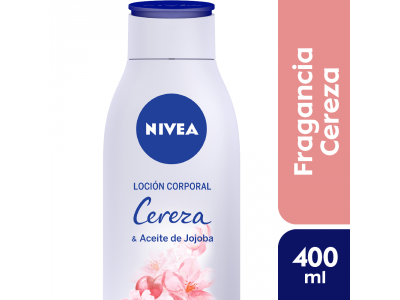 NIVEA
LOCIÓN CORPORAL
Cereza
& Aceite de Jojoba
Fragancia
Cereza
400
ml